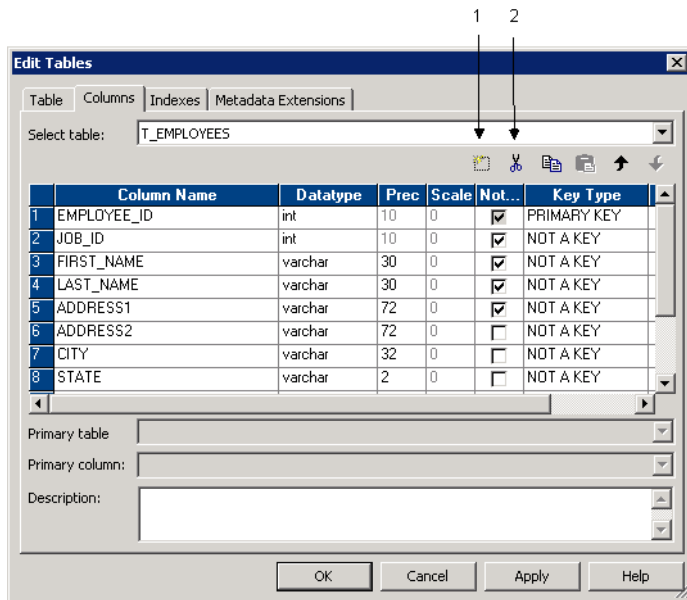 1 2
Edit Tables
Table Columns Indexes Metadata Extensions
Select table: T_EMPLOYEES
Column Name Datatype Prec Scale Not... Key Type
1 EMPLOYEE_ID int 10 0 PRIMARY KEY
2 JOB_ID int 10 0 NOT A KEY
3 FIRST_NAME varchar 30 0 NOT A KEY
4 LAST_NAME varchar 30 0 NOT A KEY
5 ADDRESS1 varchar 72 0 NOT A KEY
6 ADDRESS2 varchar 72 0 NOT A KEY
7 CITY varchar 32 0 NOT A KEY
8 STATE varchar 2 0 NOT A KEY
Primary table
Primary column:
Description:
OK Cancel Apply Help